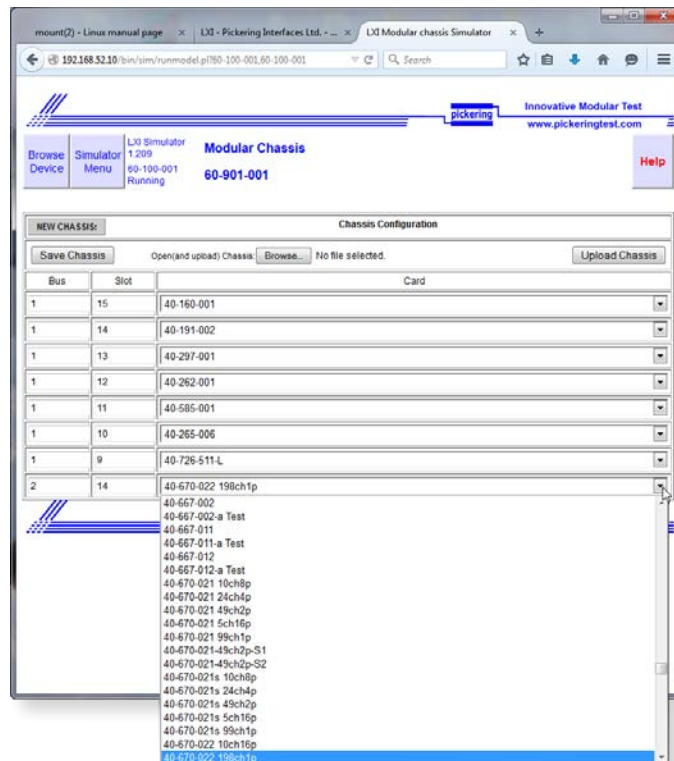 mount(2) - Linux manual page × LXI - Pickering Interfaces Ltd. - ... × LXI Modular chassis Simulator × +
192.168.52.10/bin/sim/runmodel.pl?60-100-001,60-100-001 Search
pickering
Innovative Modular Test
www.pickeringtest.com
Browse Device
Simulator Menu
LXI Simulator
1.209
60-100-001
Running
Modular Chassis
60-901-001
Help
NEW CHASSIS: Chassis Configuration
Save Chassis Open(and upload) Chassis: Browse... No file selected. Upload Chassis
Bus Slot Card
1 15 40-160-001
1 14 40-191-002
1 13 40-297-001
1 12 40-262-001
1 11 40-585-001
1 10 40-265-006
1 9 40-726-511-L
2 14 40-670-022 198ch1p
40-667-002
40-667-002-a Test
40-667-011
40-667-011-a Test
40-667-012
40-667-012-a Test
40-670-021 10ch8p
40-670-021 24ch4p
40-670-021 49ch2p
40-670-021 5ch16p
40-670-021 99ch1p
40-670-021-49ch2p-S1
40-670-021-49ch2p-S2
40-670-021s 10ch8p
40-670-021s 24ch4p
40-670-021s 49ch2p
40-670-021s 5ch16p
40-670-021s 99ch1p
40-670-022 10ch16p
40-670-022 198ch1p